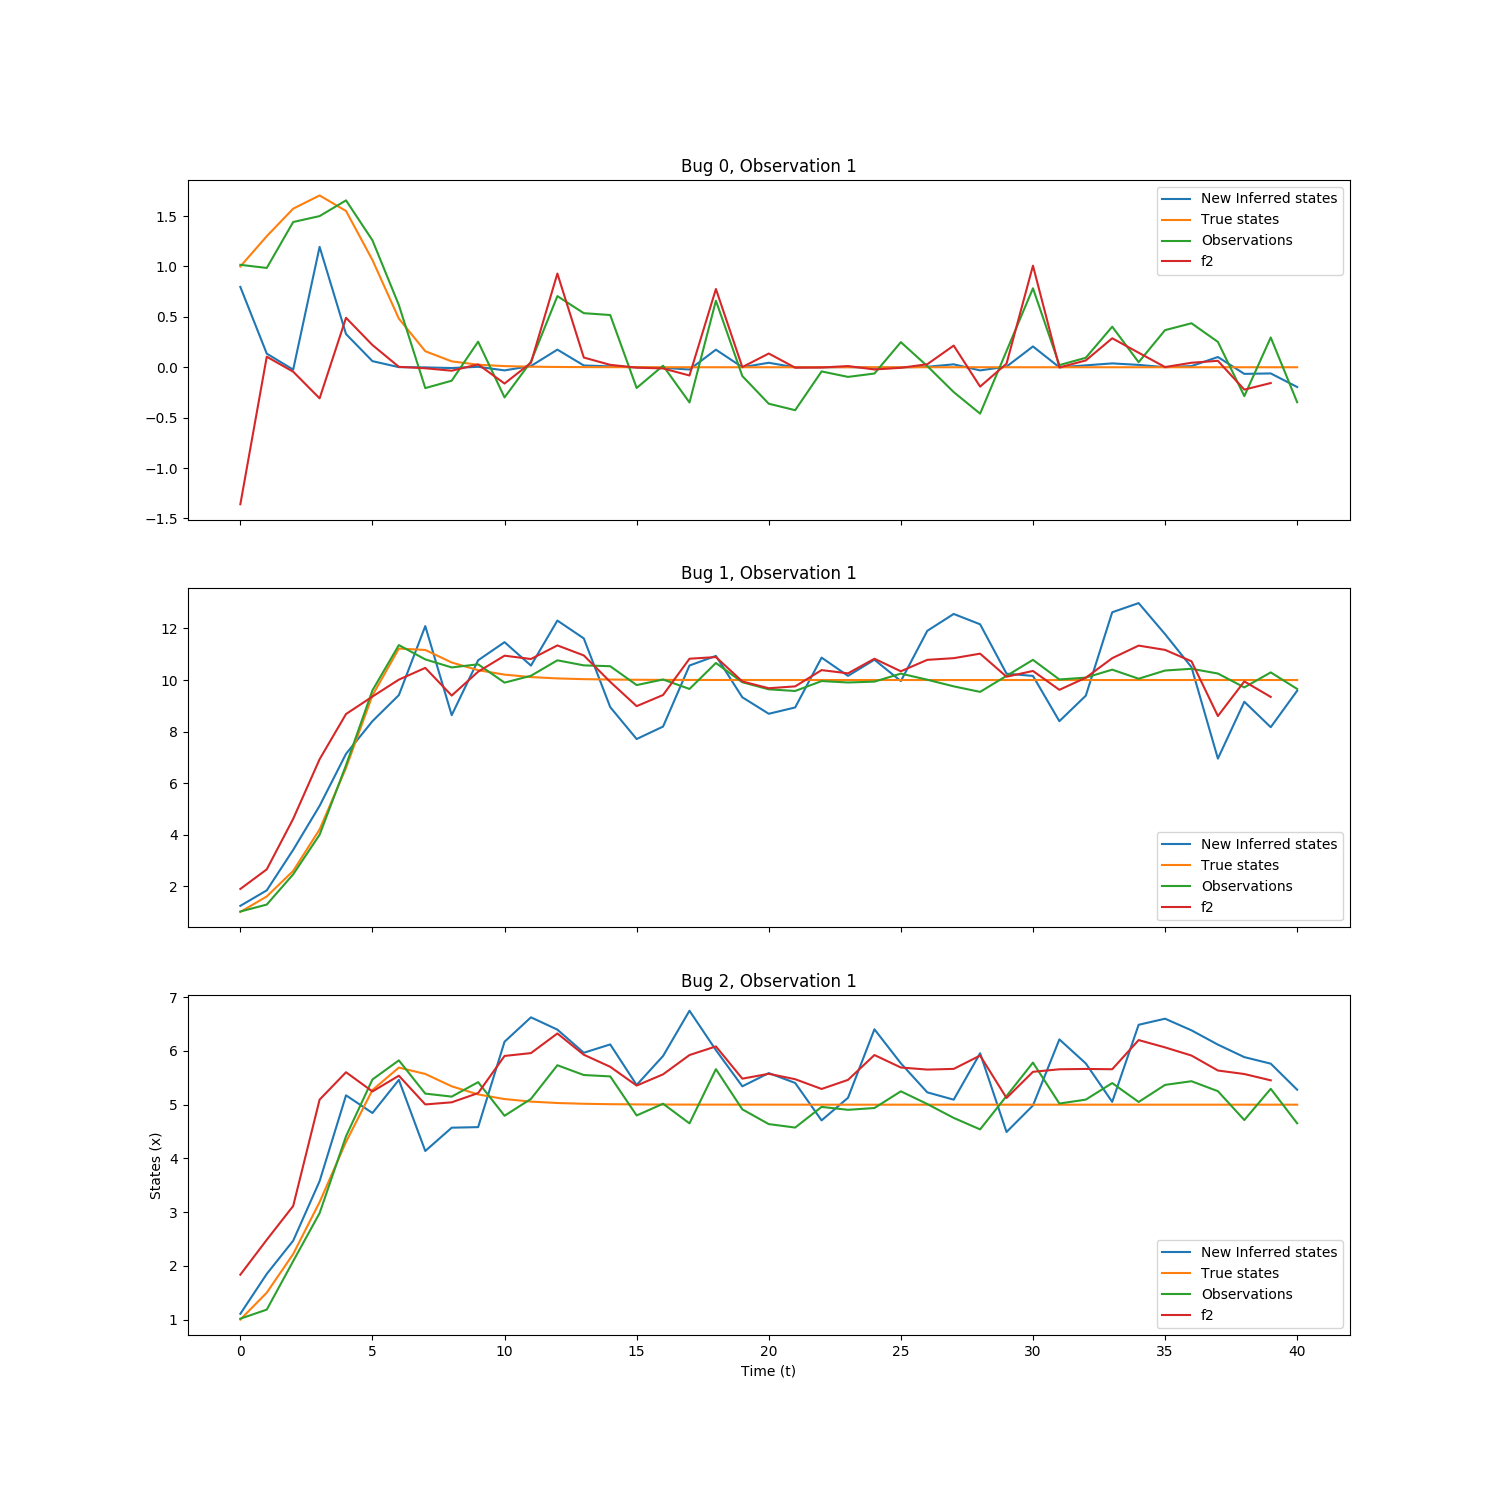 Bug 0, Observation 1
New Inferred states
True states
Observations
f2
1.5
1.0
0.5
0.0
−0.5
−1.0
−1.5
Bug 1, Observation 1
12
10
8
6
4
2
New Inferred states
True states
Observations
f2
Bug 2, Observation 1
7
6
5
4
3
2
1
States (x)
New Inferred states
True states
Observations
f2
0 5 10 15 20 25 30 35 40
Time (t)